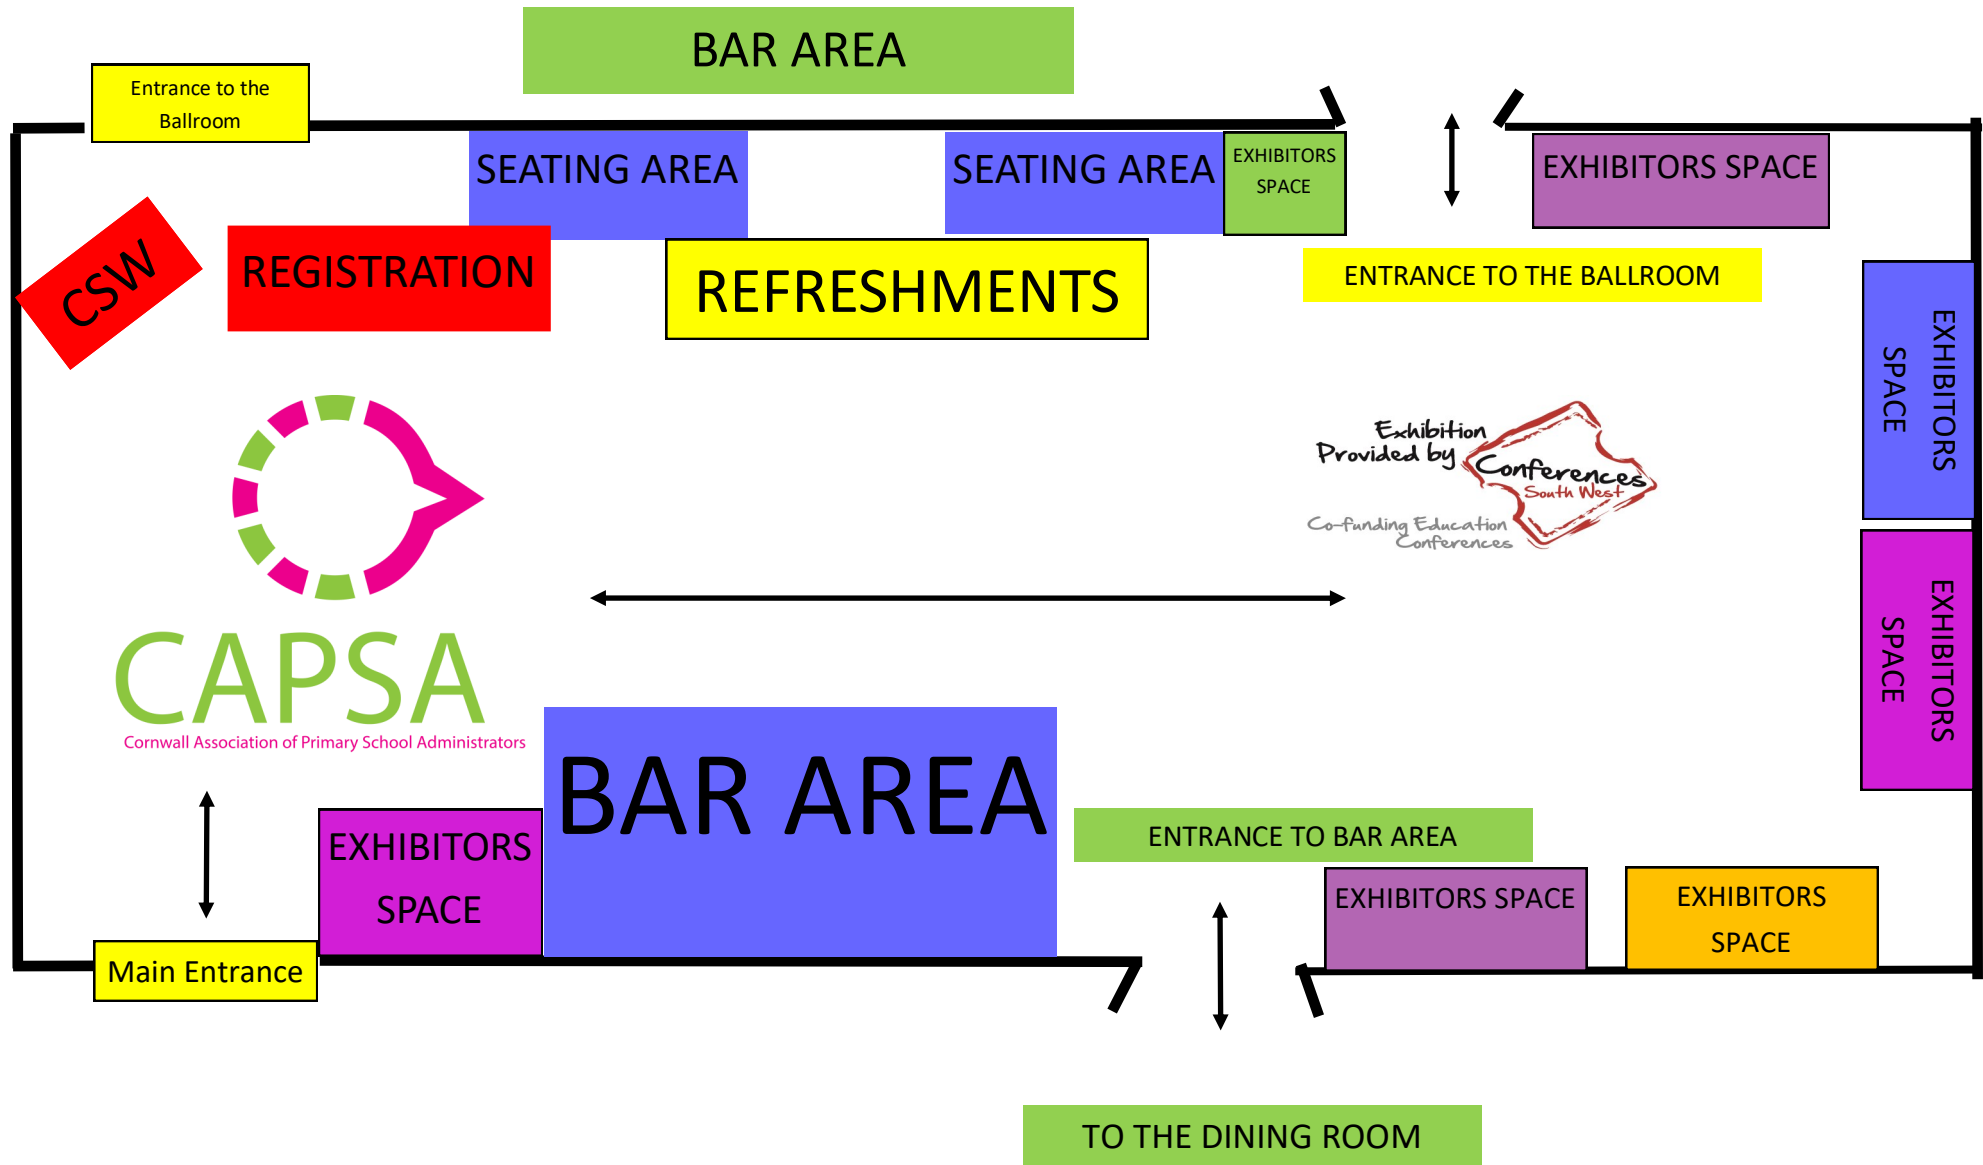 BAR AREA
Entrance to the
Ballroom
SEATING AREA
SEATING AREA
EXHIBITORS
SPACE
EXHIBITORS SPACE
CSW
REGISTRATION
REFRESHMENTS
ENTRANCE TO THE BALLROOM
EXHIBITORS
SPACE
Exhibition
Provided by
Conferences
South West
Co-funding Education
Conferences
EXHIBITORS
SPACE
CAPSA
Cornwall Association of Primary School Administrators
BAR AREA
EXHIBITORS
SPACE
ENTRANCE TO BAR AREA
EXHIBITORS SPACE
EXHIBITORS
SPACE
Main Entrance
TO THE DINING ROOM